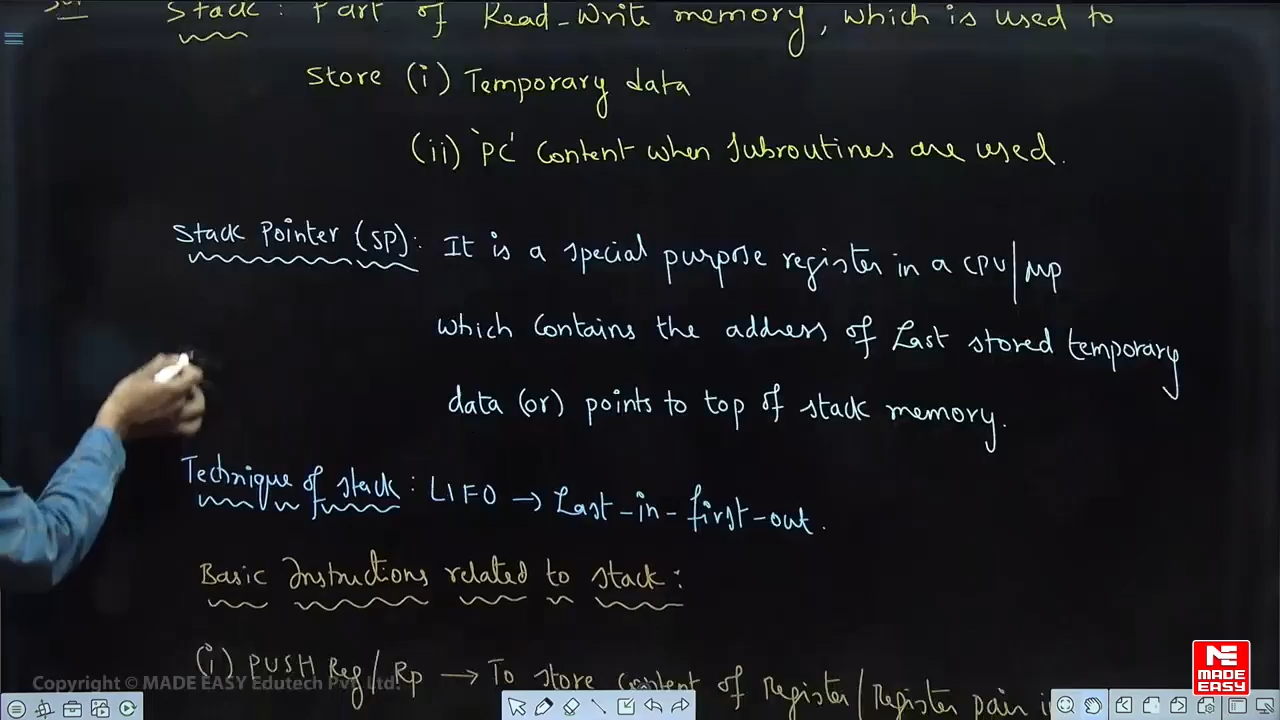 Sol
Stack : Part of Read-Write memory, which is used to
store (i) Temporary data
(ii) 'PC' Content when subroutines are used.
Stack Pointer (SP): It is a special purpose register in a CPU/μp
which contains the address of Last stored temporary
data (or) points to top of stack memory.
Technique of stack : LIFO → Last-in-first-out.
Basic Instructions related to stack :
(i) PUSH Reg/Rp → To store content of Register/Register pair in
Copyright © MADE EASY Edutech Pvt. Ltd.
ME
MADE
EASY